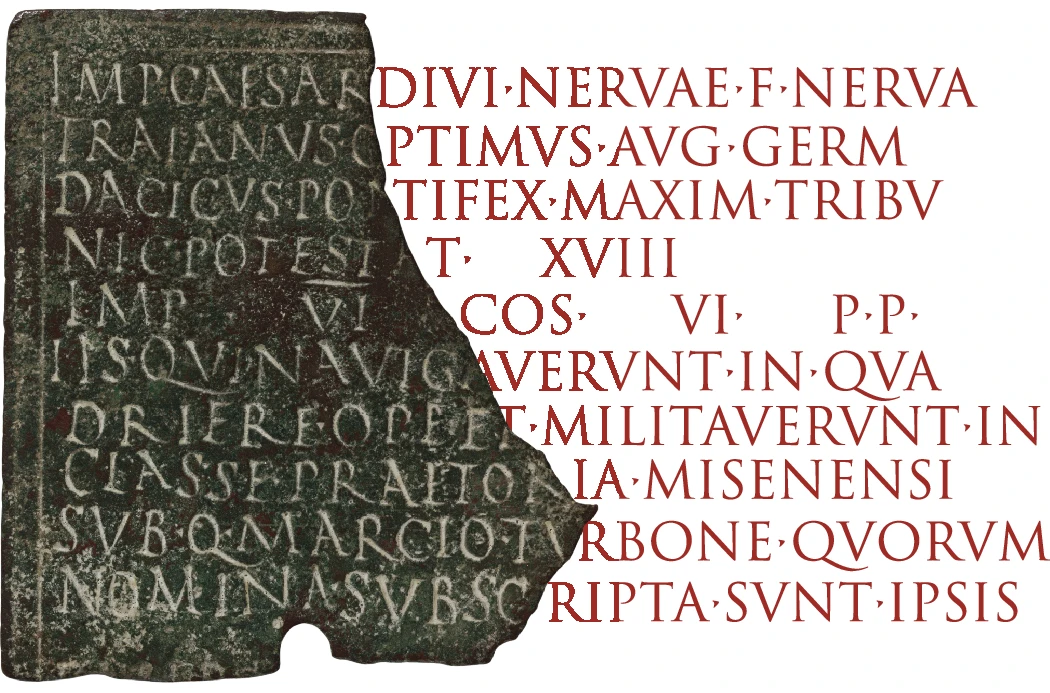 IMP CAESAR DIVI·NERVAE·F·NERVA
TRAIANVS·OPTIMVS·AVG·GERM
DACICVS·PONTIFEX·MAXIM·TRIBV
NIC POTESTAT· XVIII
IMP VI COS· VI· P·P·
IIS·QVI·NAVIGAVERVNT·IN·QVA
DRIERE·OPE·ET·MILITAVERVNT·IN
CLASSE PRAETORIA·MISENENSI
SVB·Q·MARCIO·TVRBONE·QVORVM
NOMINA·SVBSCRIPTA·SVNT·IPSIS